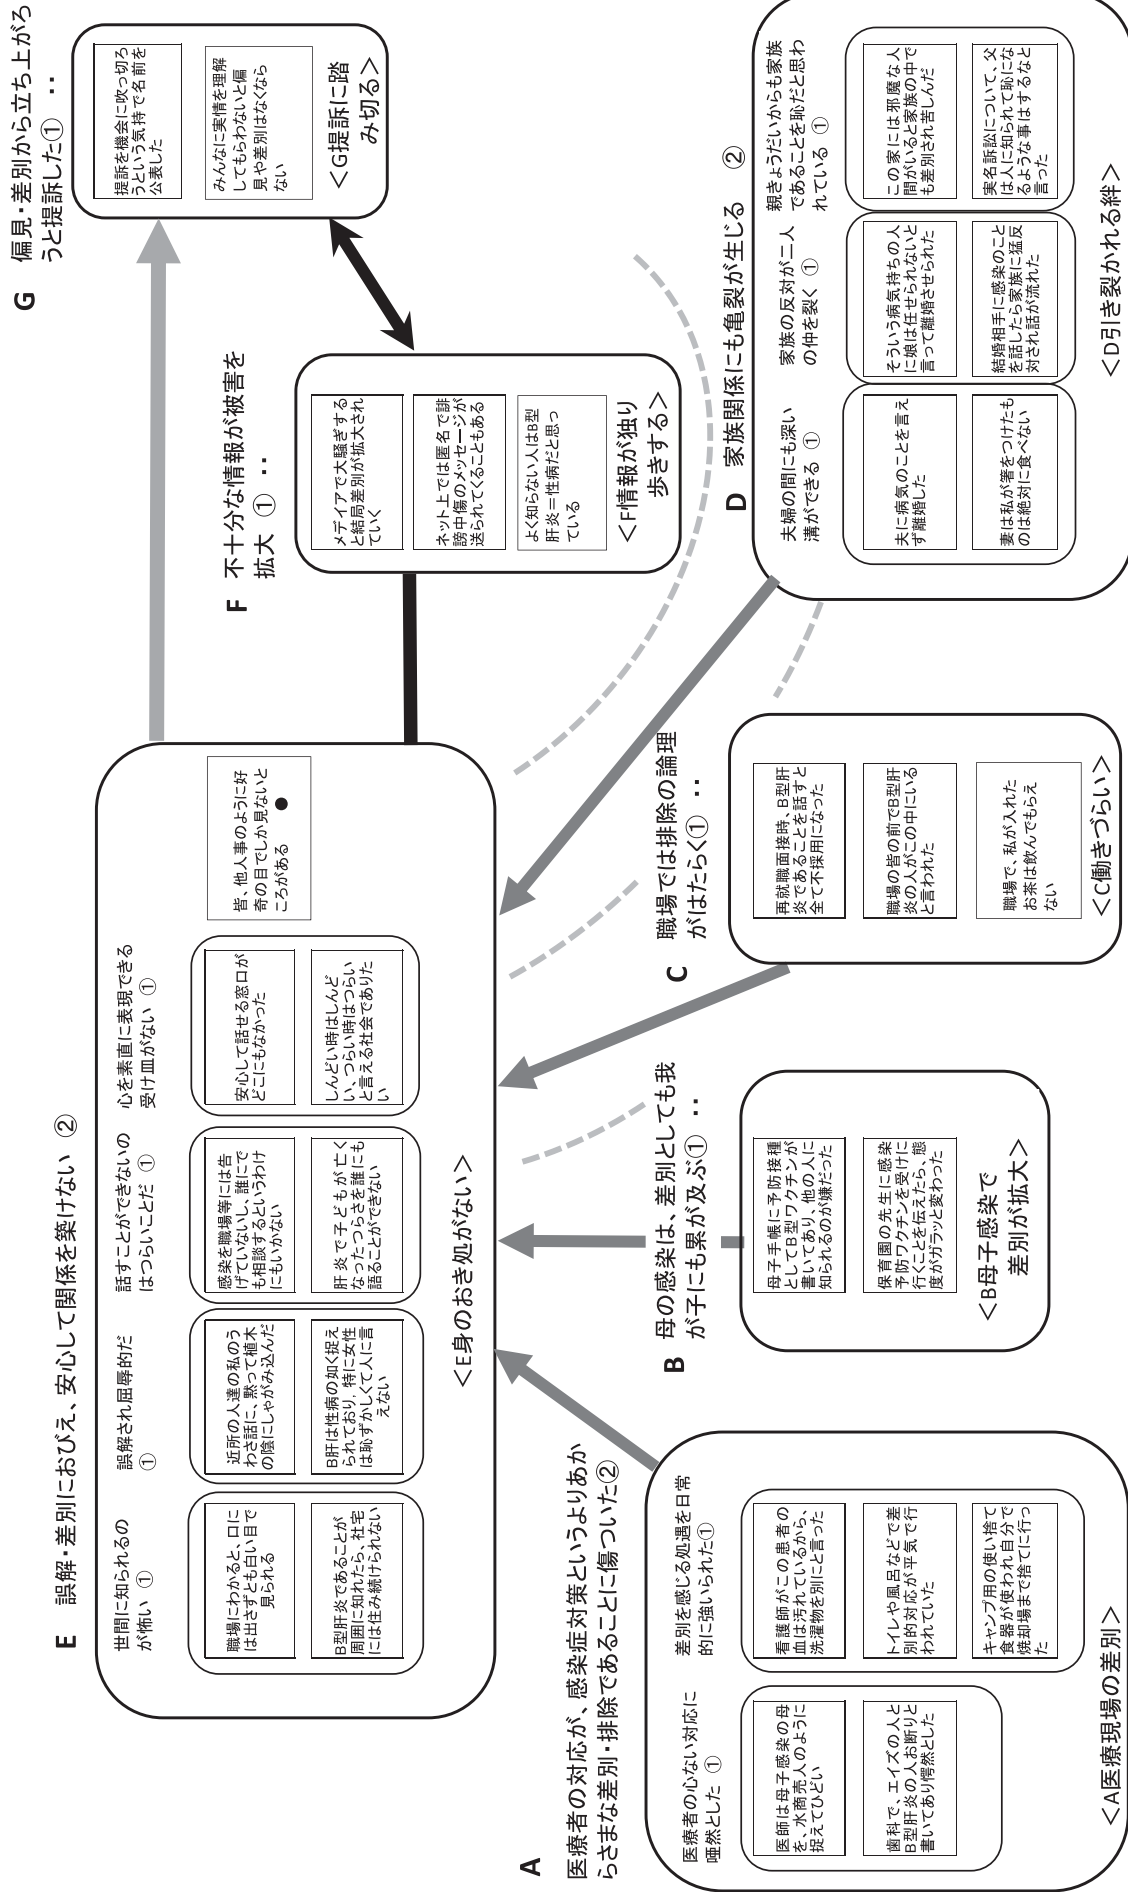 E 誤解・差別におびえ、安心して関係を築けない ②
世間に知られるの
が怖い ①
職場にわかると、口に
は出さずとも白い目で
見られる
B型肝炎であることが
周囲に知れたら、社宅
には住み続けられない
誤解され屈辱的だ
①
近所の人達の私のう
わさ話に、黙って植木
の陰にしゃがみ込んだ
B肝は性病の如く捉え
られており、特に女性
は恥ずかしくて人に言
えない
話すことができないの
はつらいことだ ①
感染を職場等には告
げていないし、誰にで
も相談するというわけ
にもいかない
肝炎で子どもが亡く
なったつらさを誰にも
語ることができない
心を素直に表現できる
受け皿がない ①
安心して話せる窓口が
どこにもなかった
しんどい時はしんど
い、つらい時はつらい
と言える社会でありた
い
皆、他人事のように好
奇の目でしか見ないと
ころがある ●
＜E身のおき処がない＞
G 偏見・差別から立ち上がろ
うと提訴した① ・・
提訴を機会に吹っ切ろ
うという気持で名前を
公表した
みんなに実情を理解
してもらわないと偏
見や差別はなくなら
ない
＜G提訴に踏
み切る＞
F 不十分な情報が被害を
拡大 ① ・・
メディアで大騒ぎする
と結局差別が拡大され
ていく
ネット上では匿名で誹
謗中傷のメッセージが
送られてくることもある
よく知らない人はB型
肝炎＝性病だと思っ
ている
＜F情報が独り
歩きする＞
A
医療者の対応が、感染症対策というよりあか
らさまな差別・排除であることに傷ついた②
医療者の心ない対応に
唖然とした ①
医師は母子感染の母
を、水商売人のように
捉えてひどい
歯科で、エイズの人と
B型肝炎の人お断りと
書いてあり愕然とした
差別を感じる処遇を日常
的に強いられた①
看護師がこの患者の
血は汚れているから、
洗濯物を別にと言った
トイレや風呂などで差
別的対応が平気で行
われていた
キャンプ用の使い捨て
食器が使われ自分で
焼却場まで捨てに行っ
た
＜A医療現場の差別＞
B 母の感染は、差別としても我
が子にも累が及ぶ① ・・
母子手帳に予防接種
としてB型ワクチンが
書いてあり、他の人に
知られるのが嫌だった
保育園の先生に感染
予防ワクチンを受けに
行くことを伝えたら、態
度がガラッと変わった
＜B母子感染で
差別が拡大＞
C 職場では排除の論理
がはたらく① ・・
再就職面接時、B型肝
炎であることを話すと
全て不採用になった
職場の皆の前でB型肝
炎の人がこの中にいる
と言われた
職場で、私が入れた
お茶は飲んでもらえ
ない
＜C働きづらい＞
D 家族関係にも亀裂が生じる ②
夫婦の間にも深い
溝ができる ①
夫に病気のことを言え
ず離婚した
妻は私が箸をつけたも
のは絶対に食べない
家族の反対が二人
の仲を裂く ①
そういう病気持ちの人
に娘は任せられないと
言って離婚させられた
結婚相手に感染のこと
を話したら家族に猛反
対され話が流れた
親きょうだいからも家族
であることを恥だと思わ
れている ①
この家には邪魔な人
間がいると家族の中で
も差別され苦しんだ
実名訴訟について、父
は人に知られて恥にな
るような事はするなと
言った
＜D引き裂かれる絆＞